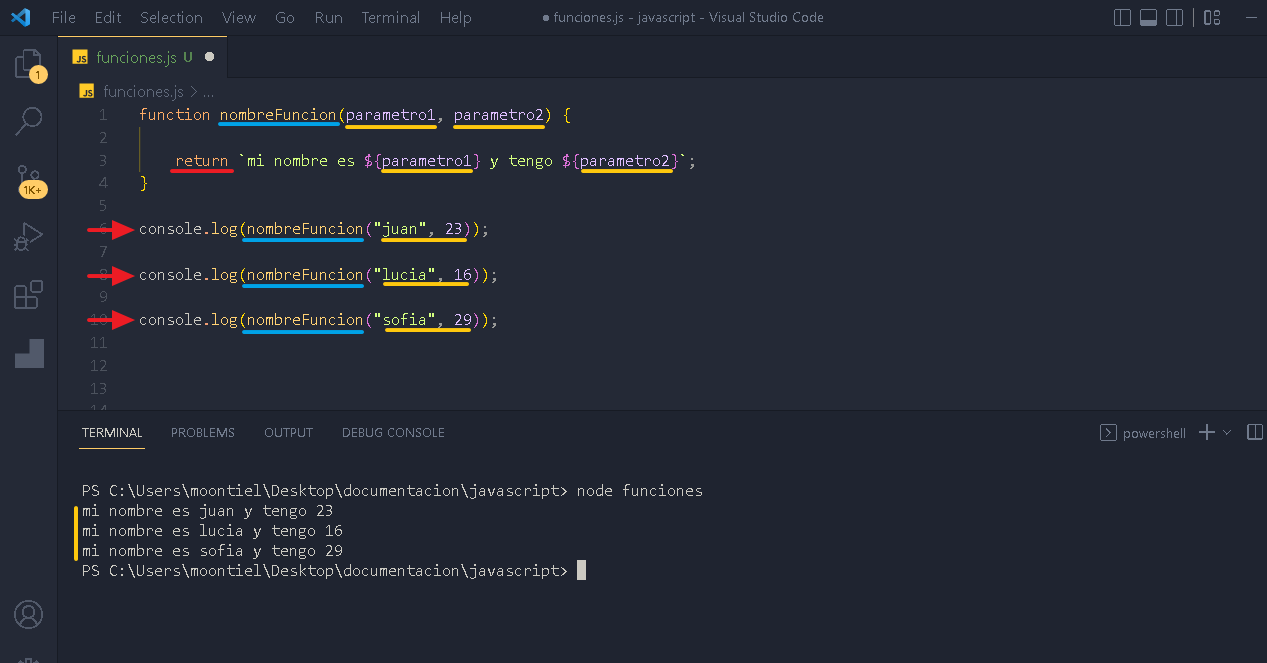 File Edit Selection View Go Run Terminal Help ● funciones.js - javascript - Visual Studio Code
JS funciones.js U ●
1
JS funciones.js > ...
1 function nombreFuncion(parametro1, parametro2) {
2
3 return `mi nombre es ${parametro1} y tengo ${parametro2}`;
1K+
4 }
5
6 console.log(nombreFuncion("juan", 23));
7
8 console.log(nombreFuncion("lucia", 16));
9
10 console.log(nombreFuncion("sofia", 29));
11
12
13
14
TERMINAL PROBLEMS OUTPUT DEBUG CONSOLE powershell
PS C:\Users\moontiel\Desktop\documentacion\javascript> node funciones
mi nombre es juan y tengo 23
mi nombre es lucia y tengo 16
mi nombre es sofia y tengo 29
PS C:\Users\moontiel\Desktop\documentacion\javascript>